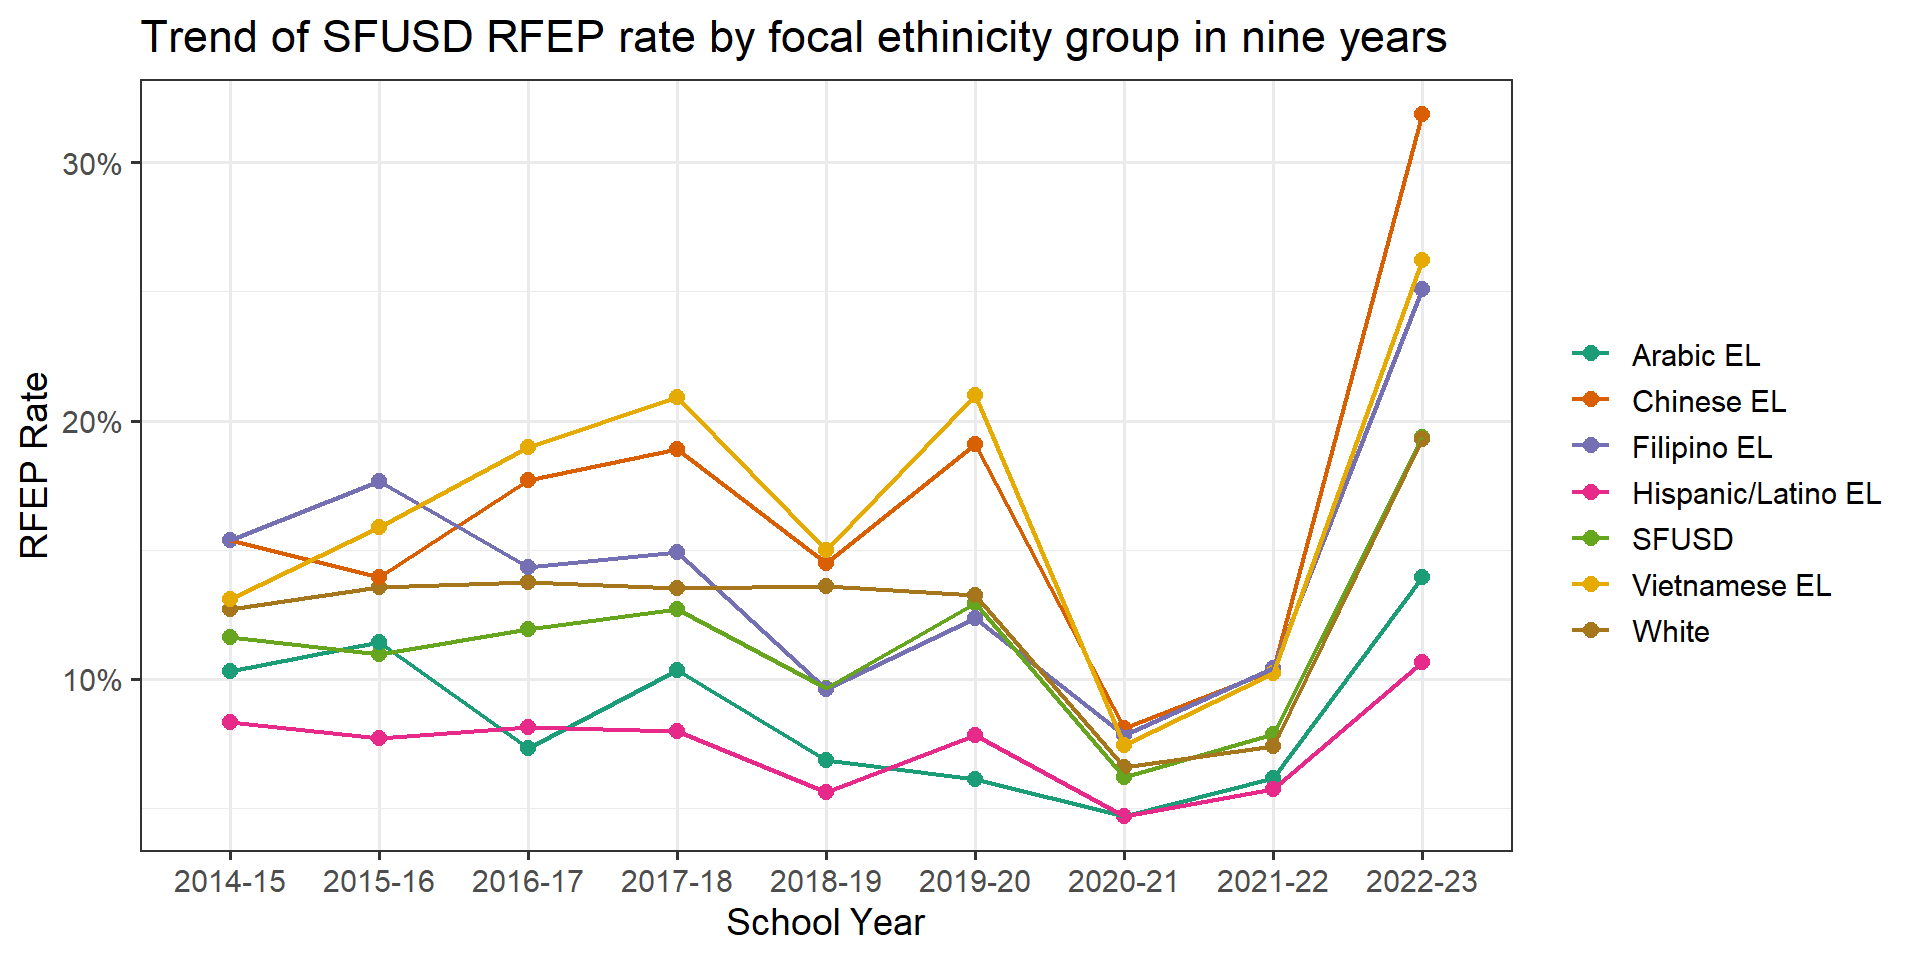 Trend of SFUSD RFEP rate by focal ethinicity group in nine years
RFEP Rate
30%
20%
10%
2014-15 2015-16 2016-17 2017-18 2018-19 2019-20 2020-21 2021-22 2022-23
School Year
Arabic EL
Chinese EL
Filipino EL
Hispanic/Latino EL
SFUSD
Vietnamese EL
White